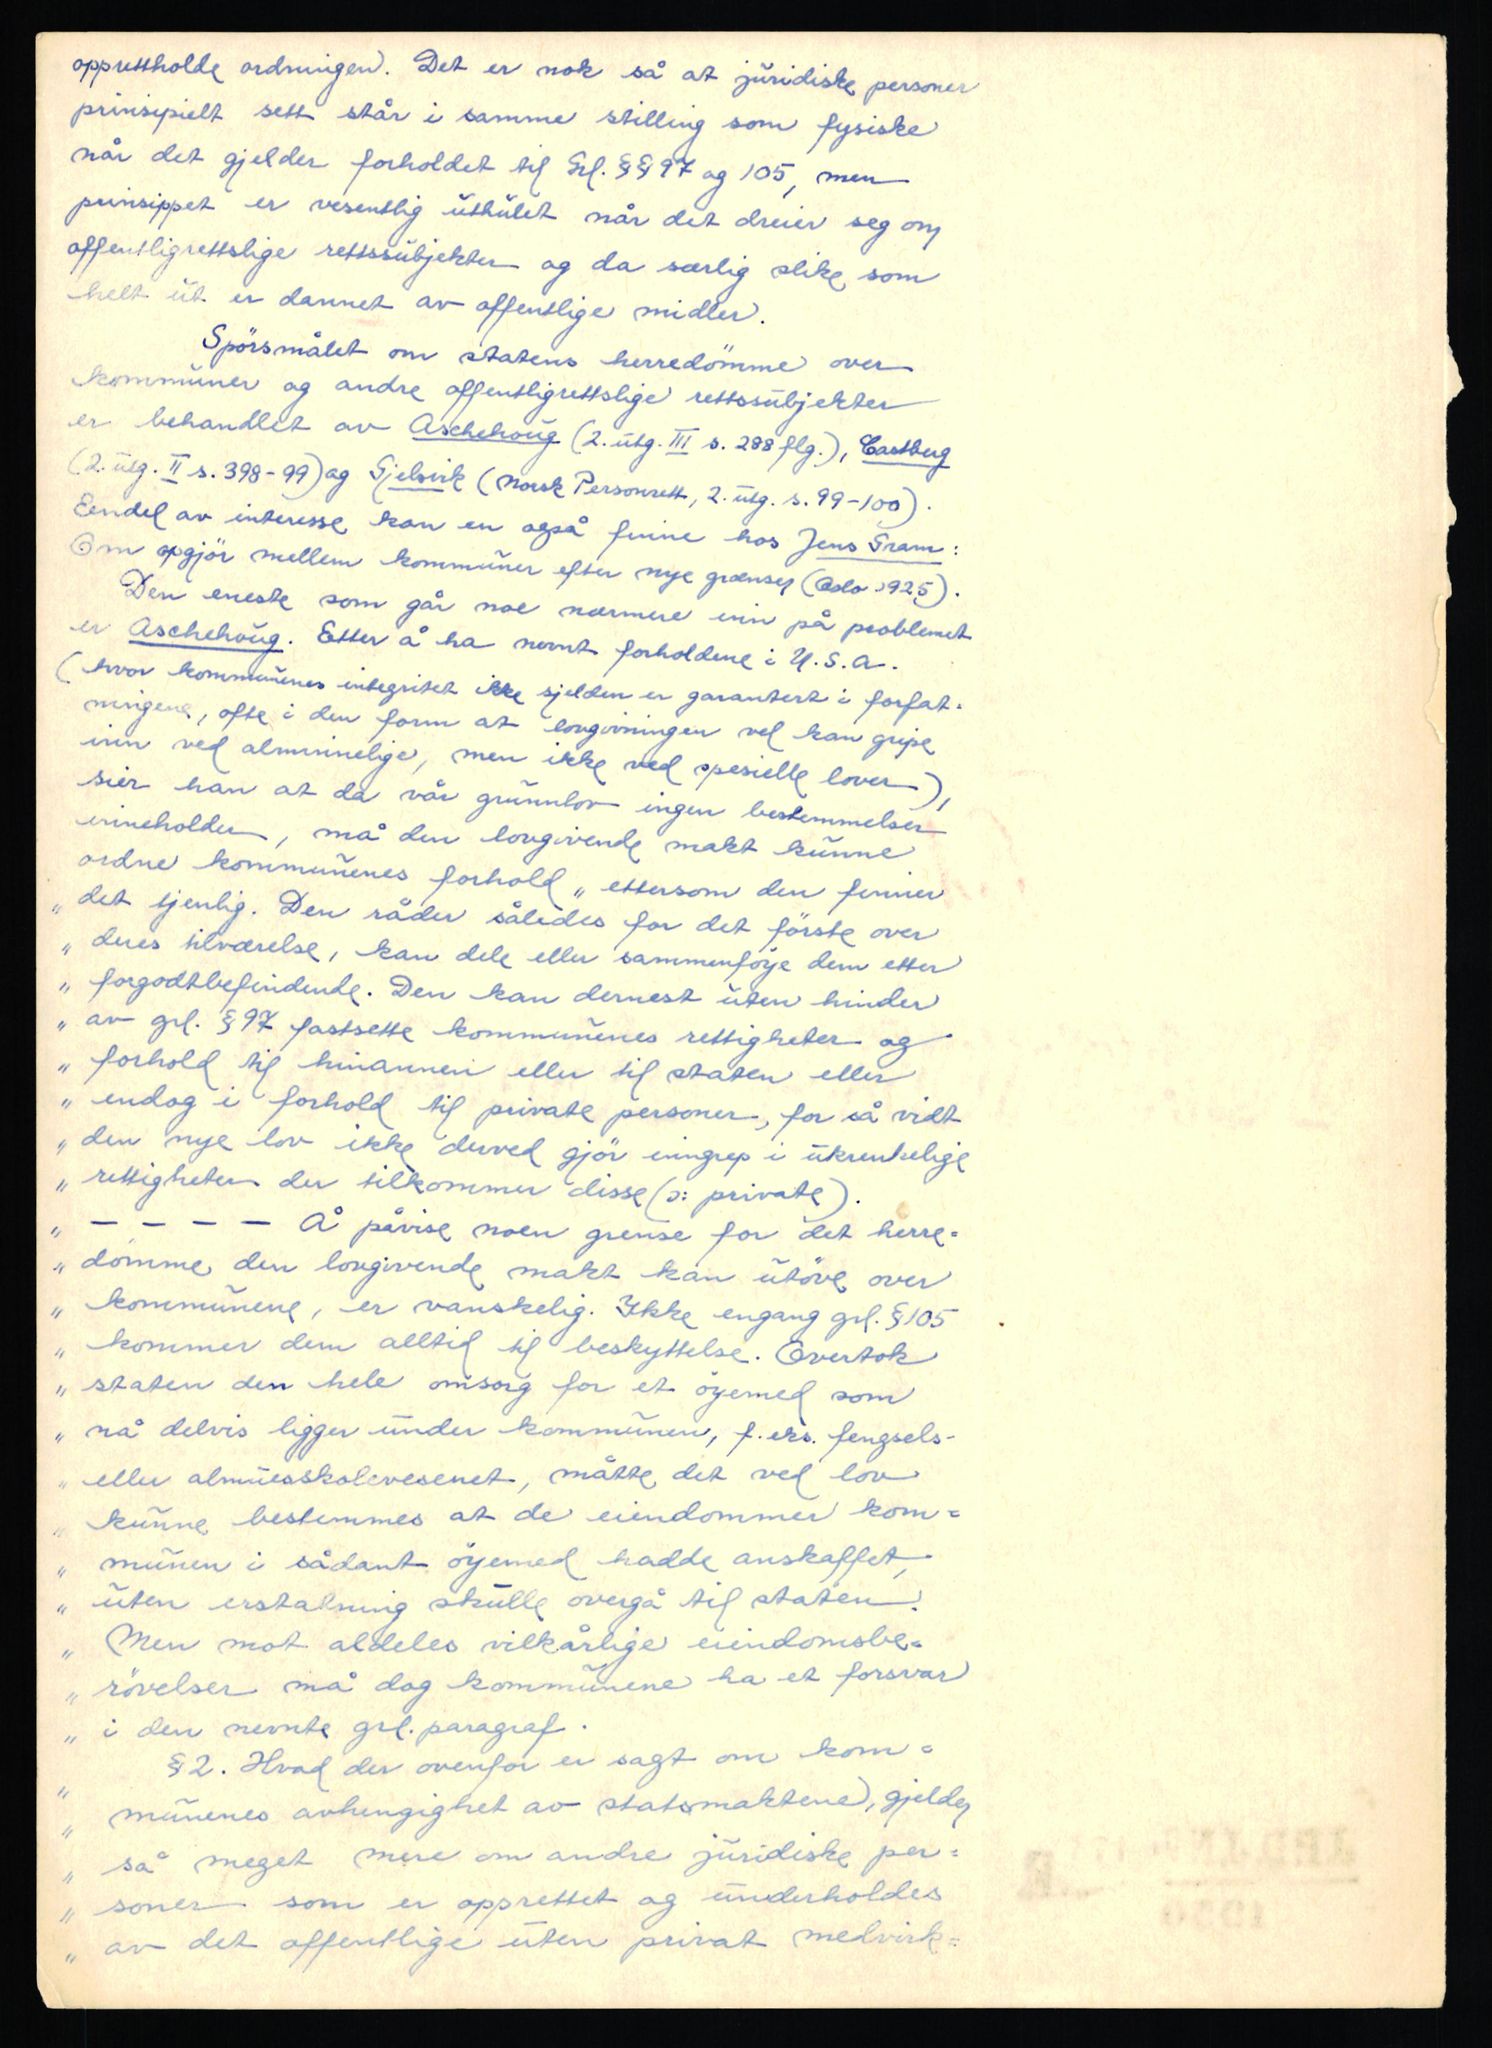 opprettholde ordningen. Det er nok så at juridiske personer
prinsipielt sett står i samme stilling som fysiske
når det gjelder forholdet til Grl. §§ 97 og 105, men
prinsippet er vesentlig uthulet når det dreier seg om
offentligrettslige rettssubjekter og da særlig slike som
helt ut er dannet av offentlige midler.
Spörsmålet om statens herredömme over
kommuner og andre offentligrettslige rettssubjekter
er behandlet av Aschehoug (2. utg. III s. 288 flg.), Castberg
(2. utg. II s. 398-99) og Gjelsvik (Norsk Personrett, 2. utg. s. 99-100).
Eendel av interesse kan en også finne hos Jens Gram:
Om opgjör mellem kommuner efter nye grænser (Oslo 1925).
Den eneste som går noe nærmere inn på problemet
er Aschehoug. Etter å ha nevnt forholdene i U.S.A.
(hvor kommunenes integritet ikke sjelden er garantert i forfat=
ningene, ofte i den form at lovgivningen vel kan gripe
inn ved alminnelige, men ikke ved spesielle lover),
sier han at da vår grunnlov ingen bestemmelser
inneholder, må den lovgivende makt kunne
ordne kommunenes forhold „ettersom den finner
„ det tjenlig. Den råder således for det förste over
„ deres tilværelse, kan dele eller sammenföye dem etter
„ forgodtbefindende. Den kan dernest uten hinder
„ av grl. § 97 fastsette kommunenes rettigheter og
„ forhold til hinannen eller til staten eller
„ endog i forhold til private personer, for så vidt
„ den nye lov ikke derved gjör inngrep i ukrenkelige
„ rettigheter der tilkommer disse (ɔ: private).
„ — — — — Å påvise noen grense for det herre=
„ dömme den lovgivende makt kan utöve over
„ kommunene, er vanskelig. Ikke engang grl. § 105
„ kommer dem alltid til beskyttelse. Overtok
„ staten den hele omsorg for et öyemed som
„ nå delvis ligger under kommunen, f. eks. fengsels-
„ eller almuesskolevesenet, måtte det ved lov
„ kunne bestemmes at de eiendommer kom=
„ munen i sådant öyemed hadde anskaffet,
„ uten erstatning skulle overgå til staten.
„ Men mot aldeles vilkårlige eiendomsbe=
„ rövelser må dog kommunene ha et forsvar
„ i den nevnte grl. paragraf.
„ § 2. Hvad der ovenfor er sagt om kom=
„ munenes avhengighet av statsmaktene, gjelder
„ så meget mere om andre juridiske per=
„ soner som er opprettet og underholdes
„ av det offentlige uten privat medvirk=